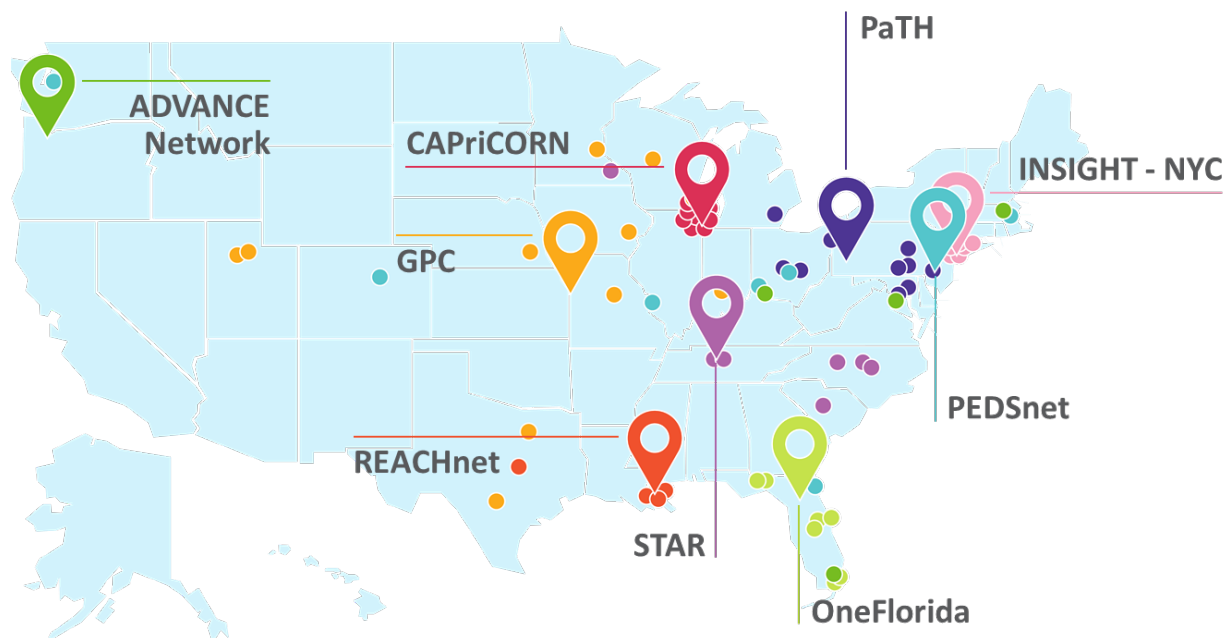 PaTH
ADVANCE
Network
CAPriCORN
INSIGHT - NYC
GPC
PEDSnet
REACHnet
STAR
OneFlorida